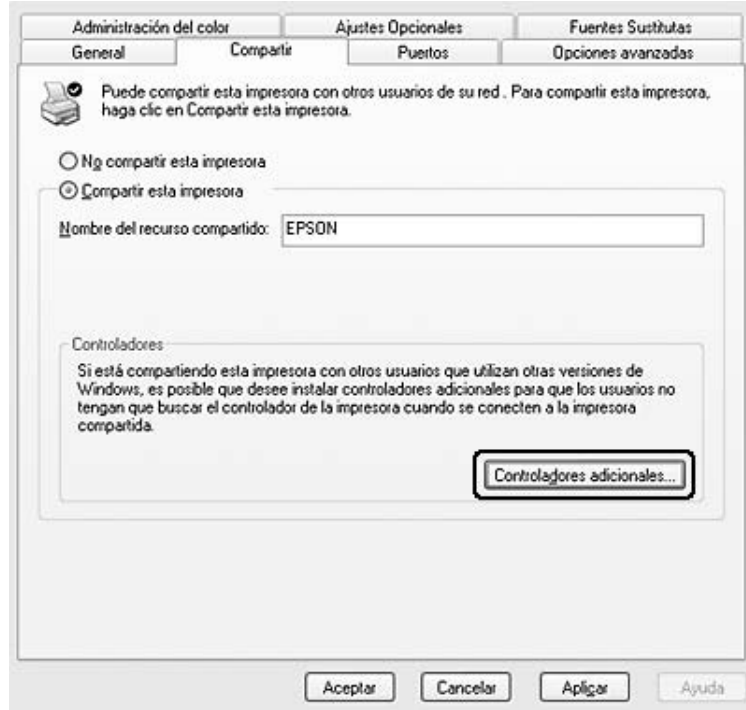 Administración del color Ajustes Opcionales Fuentes Sustitutas
General Compartir Puertos Opciones avanzadas
Puede compartir esta impresora con otros usuarios de su red . Para compartir esta impresora,
haga clic en Compartir esta impresora.
No compartir esta impresora
Compartir esta impresora
Nombre del recurso compartido: EPSON
Controladores
Si está compartiendo esta impresora con otros usuarios que utilizan otras versiones de
Windows, es posible que desee instalar controladores adicionales para que los usuarios no
tengan que buscar el controlador de la impresora cuando se conecten a la impresora
compartida.
Controladores adicionales...
Aceptar Cancelar Aplicar Ayuda